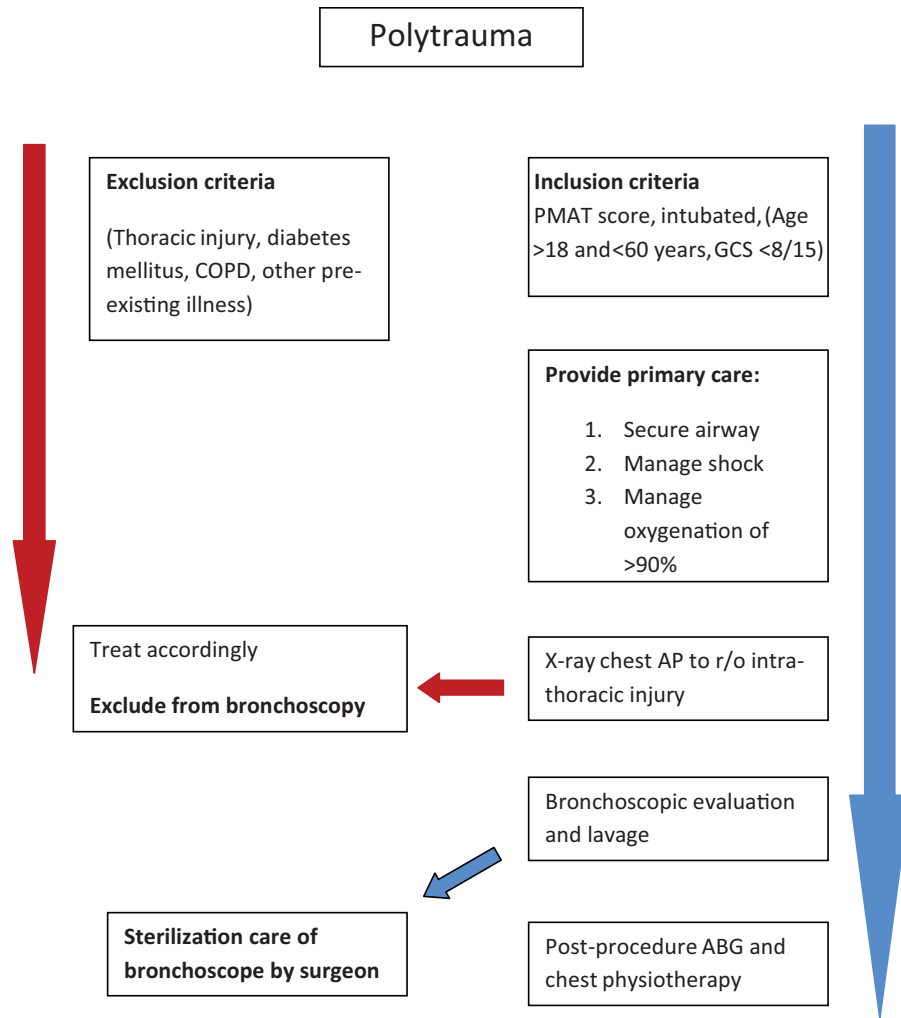 Polytrauma
Exclusion criteria
(Thoracic injury, diabetes
mellitus, COPD, other pre-
existing illness)
Inclusion criteria
PMAT score, intubated, (Age
>18 and<60 years, GCS <8/15)
Provide primary care:
1. Secure airway
2. Manage shock
3. Manage
oxygenation of
>90%
Treat accordingly
Exclude from bronchoscopy
X-ray chest AP to r/o intra-
thoracic injury
Bronchoscopic evaluation
and lavage
Sterilization care of
bronchoscope by surgeon
Post-procedure ABG and
chest physiotherapy